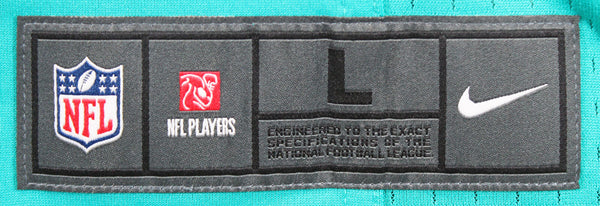 NFL
NFL PLAYERS
L
ENGINEERED TO THE EXACT
SPECIFICATIONS OF THE
NATIONAL FOOTBALL LEAGUE